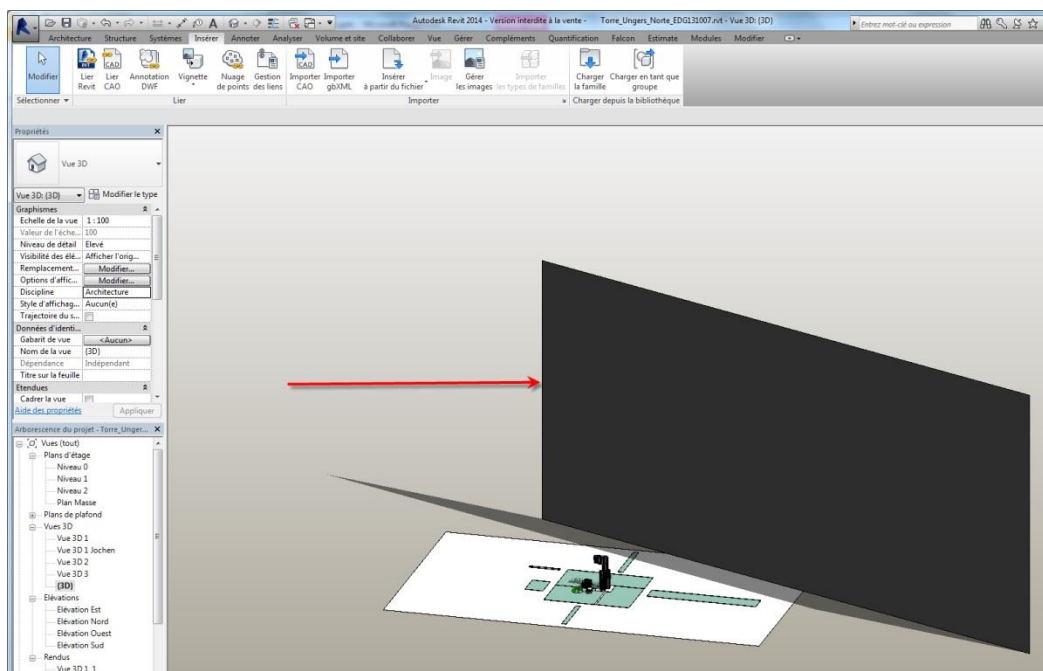 Autodesk Revit 2014 - Version interdite à la vente - Torre_Ungers_Norte_EDG131007.rvt - Vue 3D: {3D}
Entrez mot-clé ou expression
Architecture Structure Systèmes Insérer Annoter Analyser Volume et site Collaborer Vue Gérer Compléments Quantification Falcon Estimate Modules Modifier
Modifier
Lier Revit
Lier CAO
Annotation DWF
Vignette
Nuage de points
Gestion des liens
Importer CAO
Importer gbXML
Insérer à partir du fichier
Image
Gérer les images
Importer les types de familles
Charger la famille
Charger en tant que groupe
Sélectionner
Lier
Importer
Charger depuis la bibliothèque
Propriétés
Vue 3D
Vue 3D: {3D}
Modifier le type
Graphismes
Echelle de la vue 1 : 100
Valeur de l'éche... 100
Niveau de détail Elevé
Visibilité des élé... Afficher l'orig...
Remplacement... Modifier...
Options d'affic... Modifier...
Discipline Architecture
Style d'affichag... Aucun(e)
Trajectoire du s...
Données d'identi...
Gabarit de vue <Aucun>
Nom de la vue {3D}
Dépendance Indépendant
Titre sur la feuille
Etendues
Cadrer la vue
Aide des propriétés
Appliquer
Arborescence du projet - Torre_Unger...
Vues (tout)
Plans d'étage
Niveau 0
Niveau 1
Niveau 2
Plan Masse
Plans de plafond
Vues 3D
Vue 3D 1
Vue 3D 1 Jochen
Vue 3D 2
Vue 3D 3
{3D}
Elévations
Elévation Est
Elévation Nord
Elévation Ouest
Elévation Sud
Rendus
Vue 3D 1_1